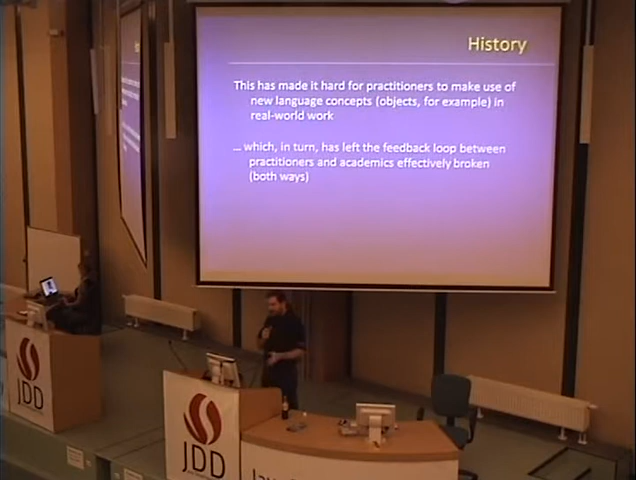 History
This has made it hard for practitioners to make use of
new language concepts (objects, for example) in
real-world work
... which, in turn, has left the feedback loop between
practitioners and academics effectively broken
(both ways)
JDD
JDD